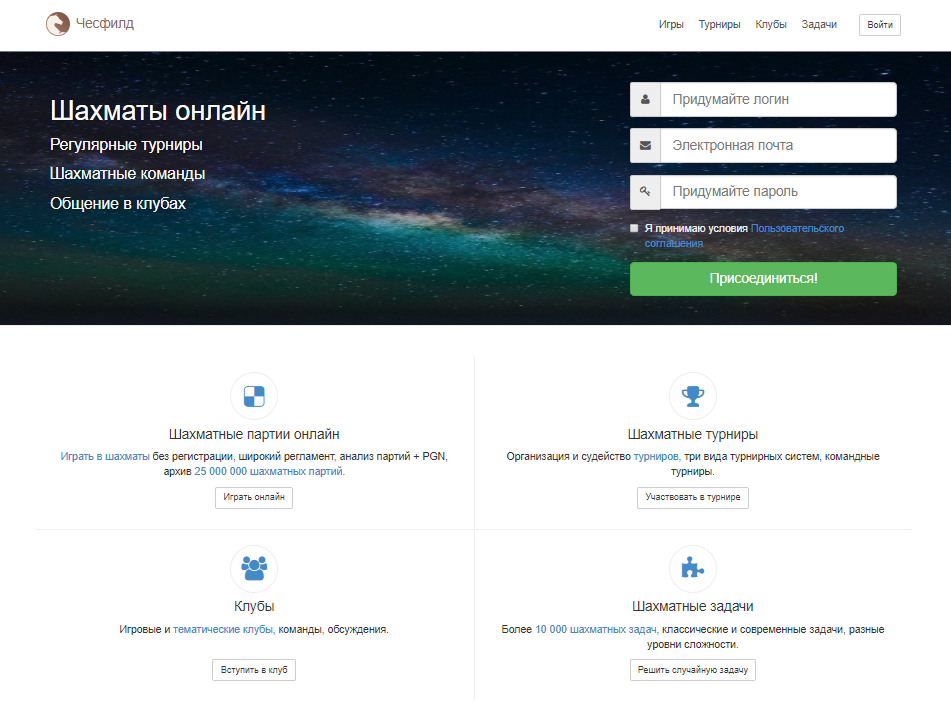 Чесфилд
Игры Турниры Клубы Задачи Войти
Шахматы онлайн
Регулярные турниры
Шахматные команды
Общение в клубах
Придумайте логин
Электронная почта
Придумайте пароль
Я принимаю условия Пользовательского
соглашения
Присоединиться!
Шахматные партии онлайн
Играть в шахматы без регистрации, широкий регламент, анализ партий + PGN,
архив 25 000 000 шахматных партий.
Играть онлайн
Шахматные турниры
Организация и судейство турниров, три вида турнирных систем, командные
турниры.
Участвовать в турнире
Клубы
Игровые и тематические клубы, команды, обсуждения.
Вступить в клуб
Шахматные задачи
Более 10 000 шахматных задач, классические и современные задачи, разные
уровни сложности.
Решить случайную задачу